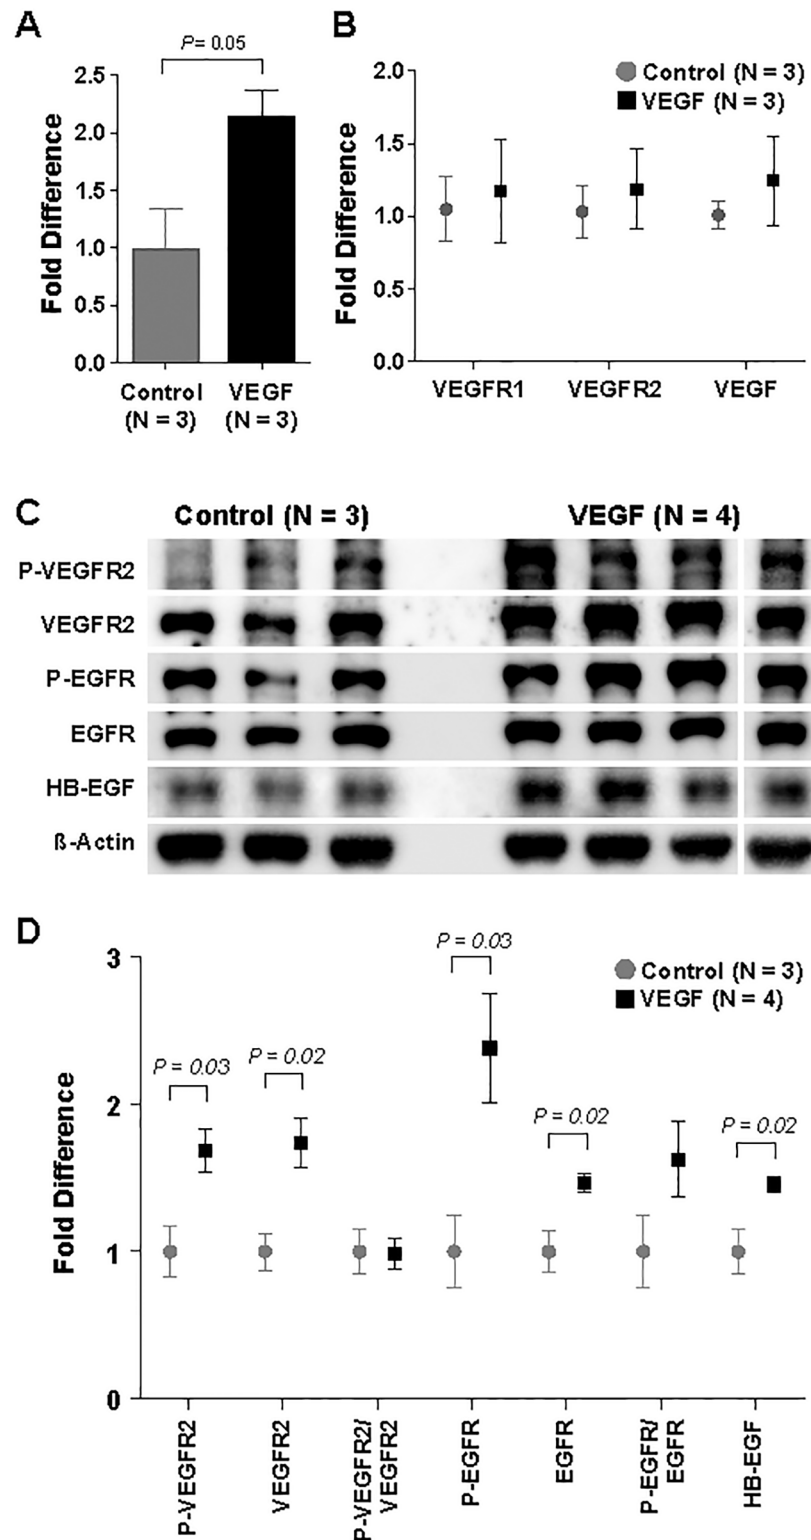 A
P = 0.05
2.5
2.0
1.5
1.0
0.5
0.0
Fold Difference
Control
(N = 3)
VEGF
(N = 3)
B
Control (N = 3)
VEGF (N = 3)
2.0
1.5
1.0
0.5
0.0
Fold Difference
VEGFR1
VEGFR2
VEGF
C
Control (N = 3)
VEGF (N = 4)
P-VEGFR2
VEGFR2
P-EGFR
EGFR
HB-EGF
ß-Actin
D
Control (N = 3)
VEGF (N = 4)
3
2
1
0
Fold Difference
P = 0.03
P = 0.02
P = 0.03
P = 0.02
P = 0.02
P-VEGFR2
VEGFR2
P-VEGFR2/
VEGFR2
P-EGFR
EGFR
P-EGFR/
EGFR
HB-EGF